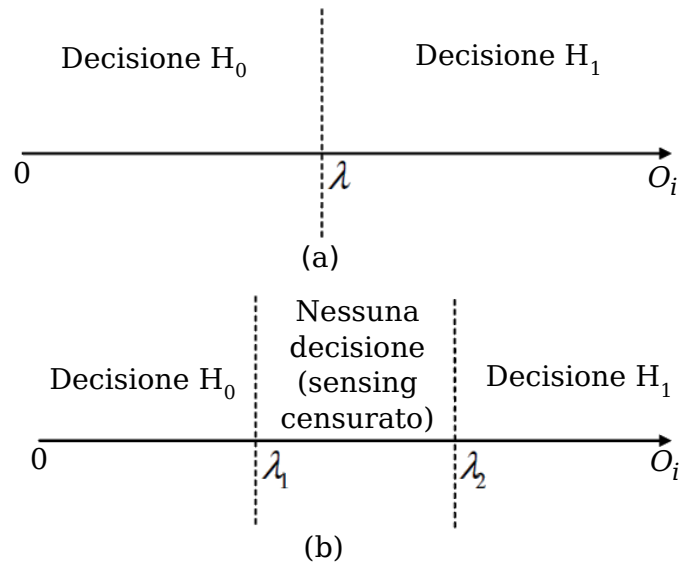 Decisione H₀
Decisione H₁
0
λ
Oᵢ
(a)
Nessuna
decisione
(sensing
censurato)
Decisione H₀
Decisione H₁
0
λ₁
λ₂
Oᵢ
(b)